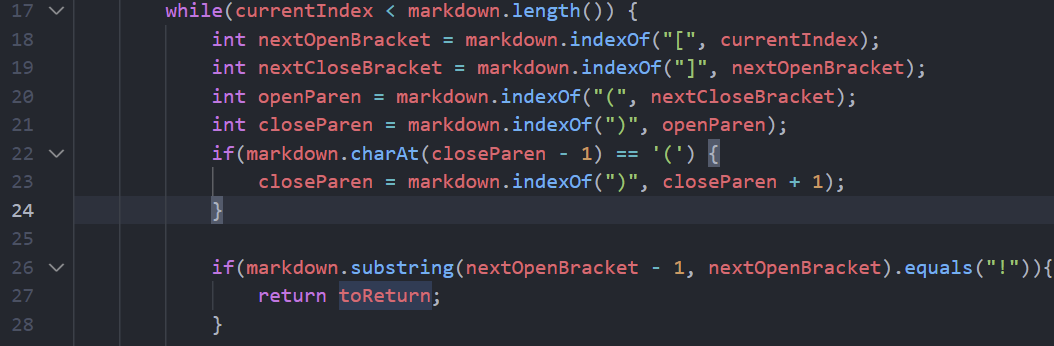 17 while(currentIndex < markdown.length()) {
18 int nextOpenBracket = markdown.indexOf("[", currentIndex);
19 int nextCloseBracket = markdown.indexOf("]", nextOpenBracket);
20 int openParen = markdown.indexOf("(", nextCloseBracket);
21 int closeParen = markdown.indexOf(")", openParen);
22 if(markdown.charAt(closeParen - 1) == '(') {
23 closeParen = markdown.indexOf(")", closeParen + 1);
24 }
25
26 if(markdown.substring(nextOpenBracket - 1, nextOpenBracket).equals("!")){
27 return toReturn;
28 }